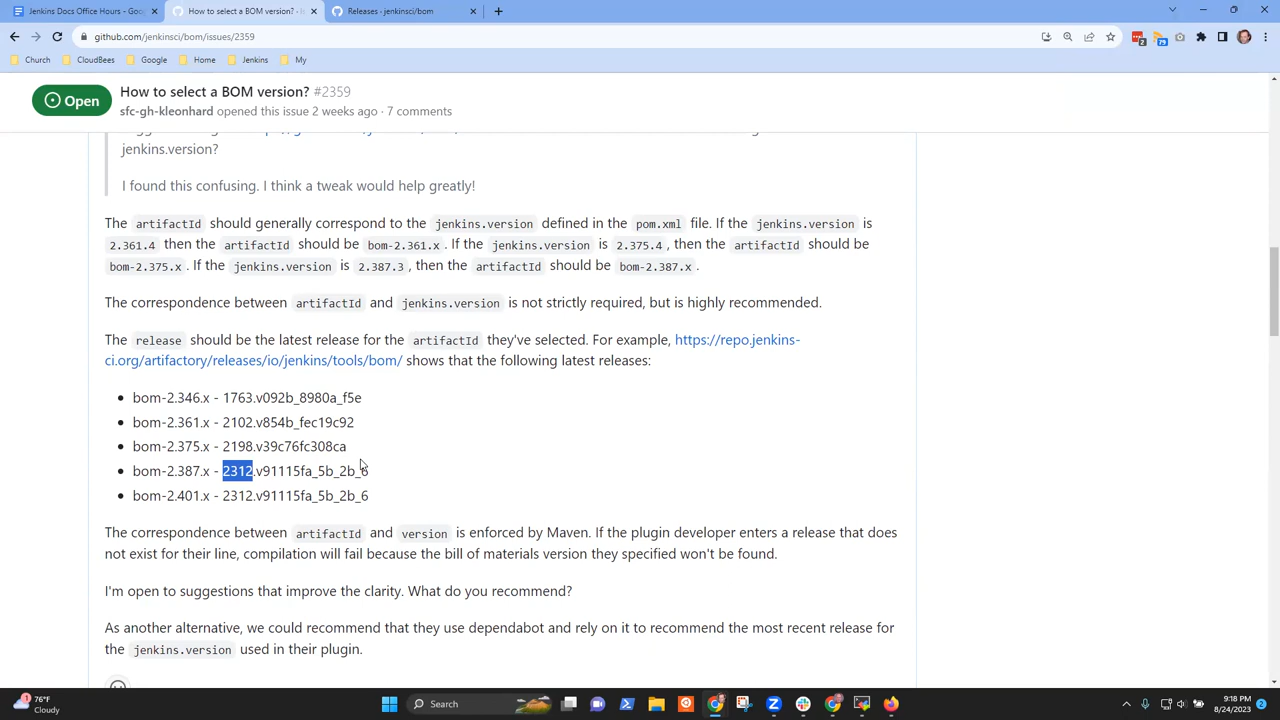 Jenkins Docs Office Hours - Goo
How to select a BOM version? · is
Releases · jenkinsci/bom
github.com/jenkinsci/bom/issues/2359
Church
CloudBees
Google
Home
Jenkins
My
Open
How to select a BOM version? #2359
sfc-gh-kleonhard opened this issue 2 weeks ago · 7 comments
jenkins.version?
I found this confusing. I think a tweak would help greatly!
The artifactId should generally correspond to the jenkins.version defined in the pom.xml file. If the jenkins.version is
2.361.4 then the artifactId should be bom-2.361.x . If the jenkins.version is 2.375.4 , then the artifactId should be
bom-2.375.x . If the jenkins.version is 2.387.3 , then the artifactId should be bom-2.387.x .
The correspondence between artifactId and jenkins.version is not strictly required, but is highly recommended.
The release should be the latest release for the artifactId they've selected. For example, https://repo.jenkins-
ci.org/artifactory/releases/io/jenkins/tools/bom/ shows that the following latest releases:
bom-2.346.x - 1763.v092b_8980a_f5e
bom-2.361.x - 2102.v854b_fec19c92
bom-2.375.x - 2198.v39c76fc308ca
bom-2.387.x - 2312.v91115fa_5b_2b_6
bom-2.401.x - 2312.v91115fa_5b_2b_6
The correspondence between artifactId and version is enforced by Maven. If the plugin developer enters a release that does
not exist for their line, compilation will fail because the bill of materials version they specified won't be found.
I'm open to suggestions that improve the clarity. What do you recommend?
As another alternative, we could recommend that they use dependabot and rely on it to recommend the most recent release for
the jenkins.version used in their plugin.
76°F
Cloudy
Search
9:18 PM
8/24/2023